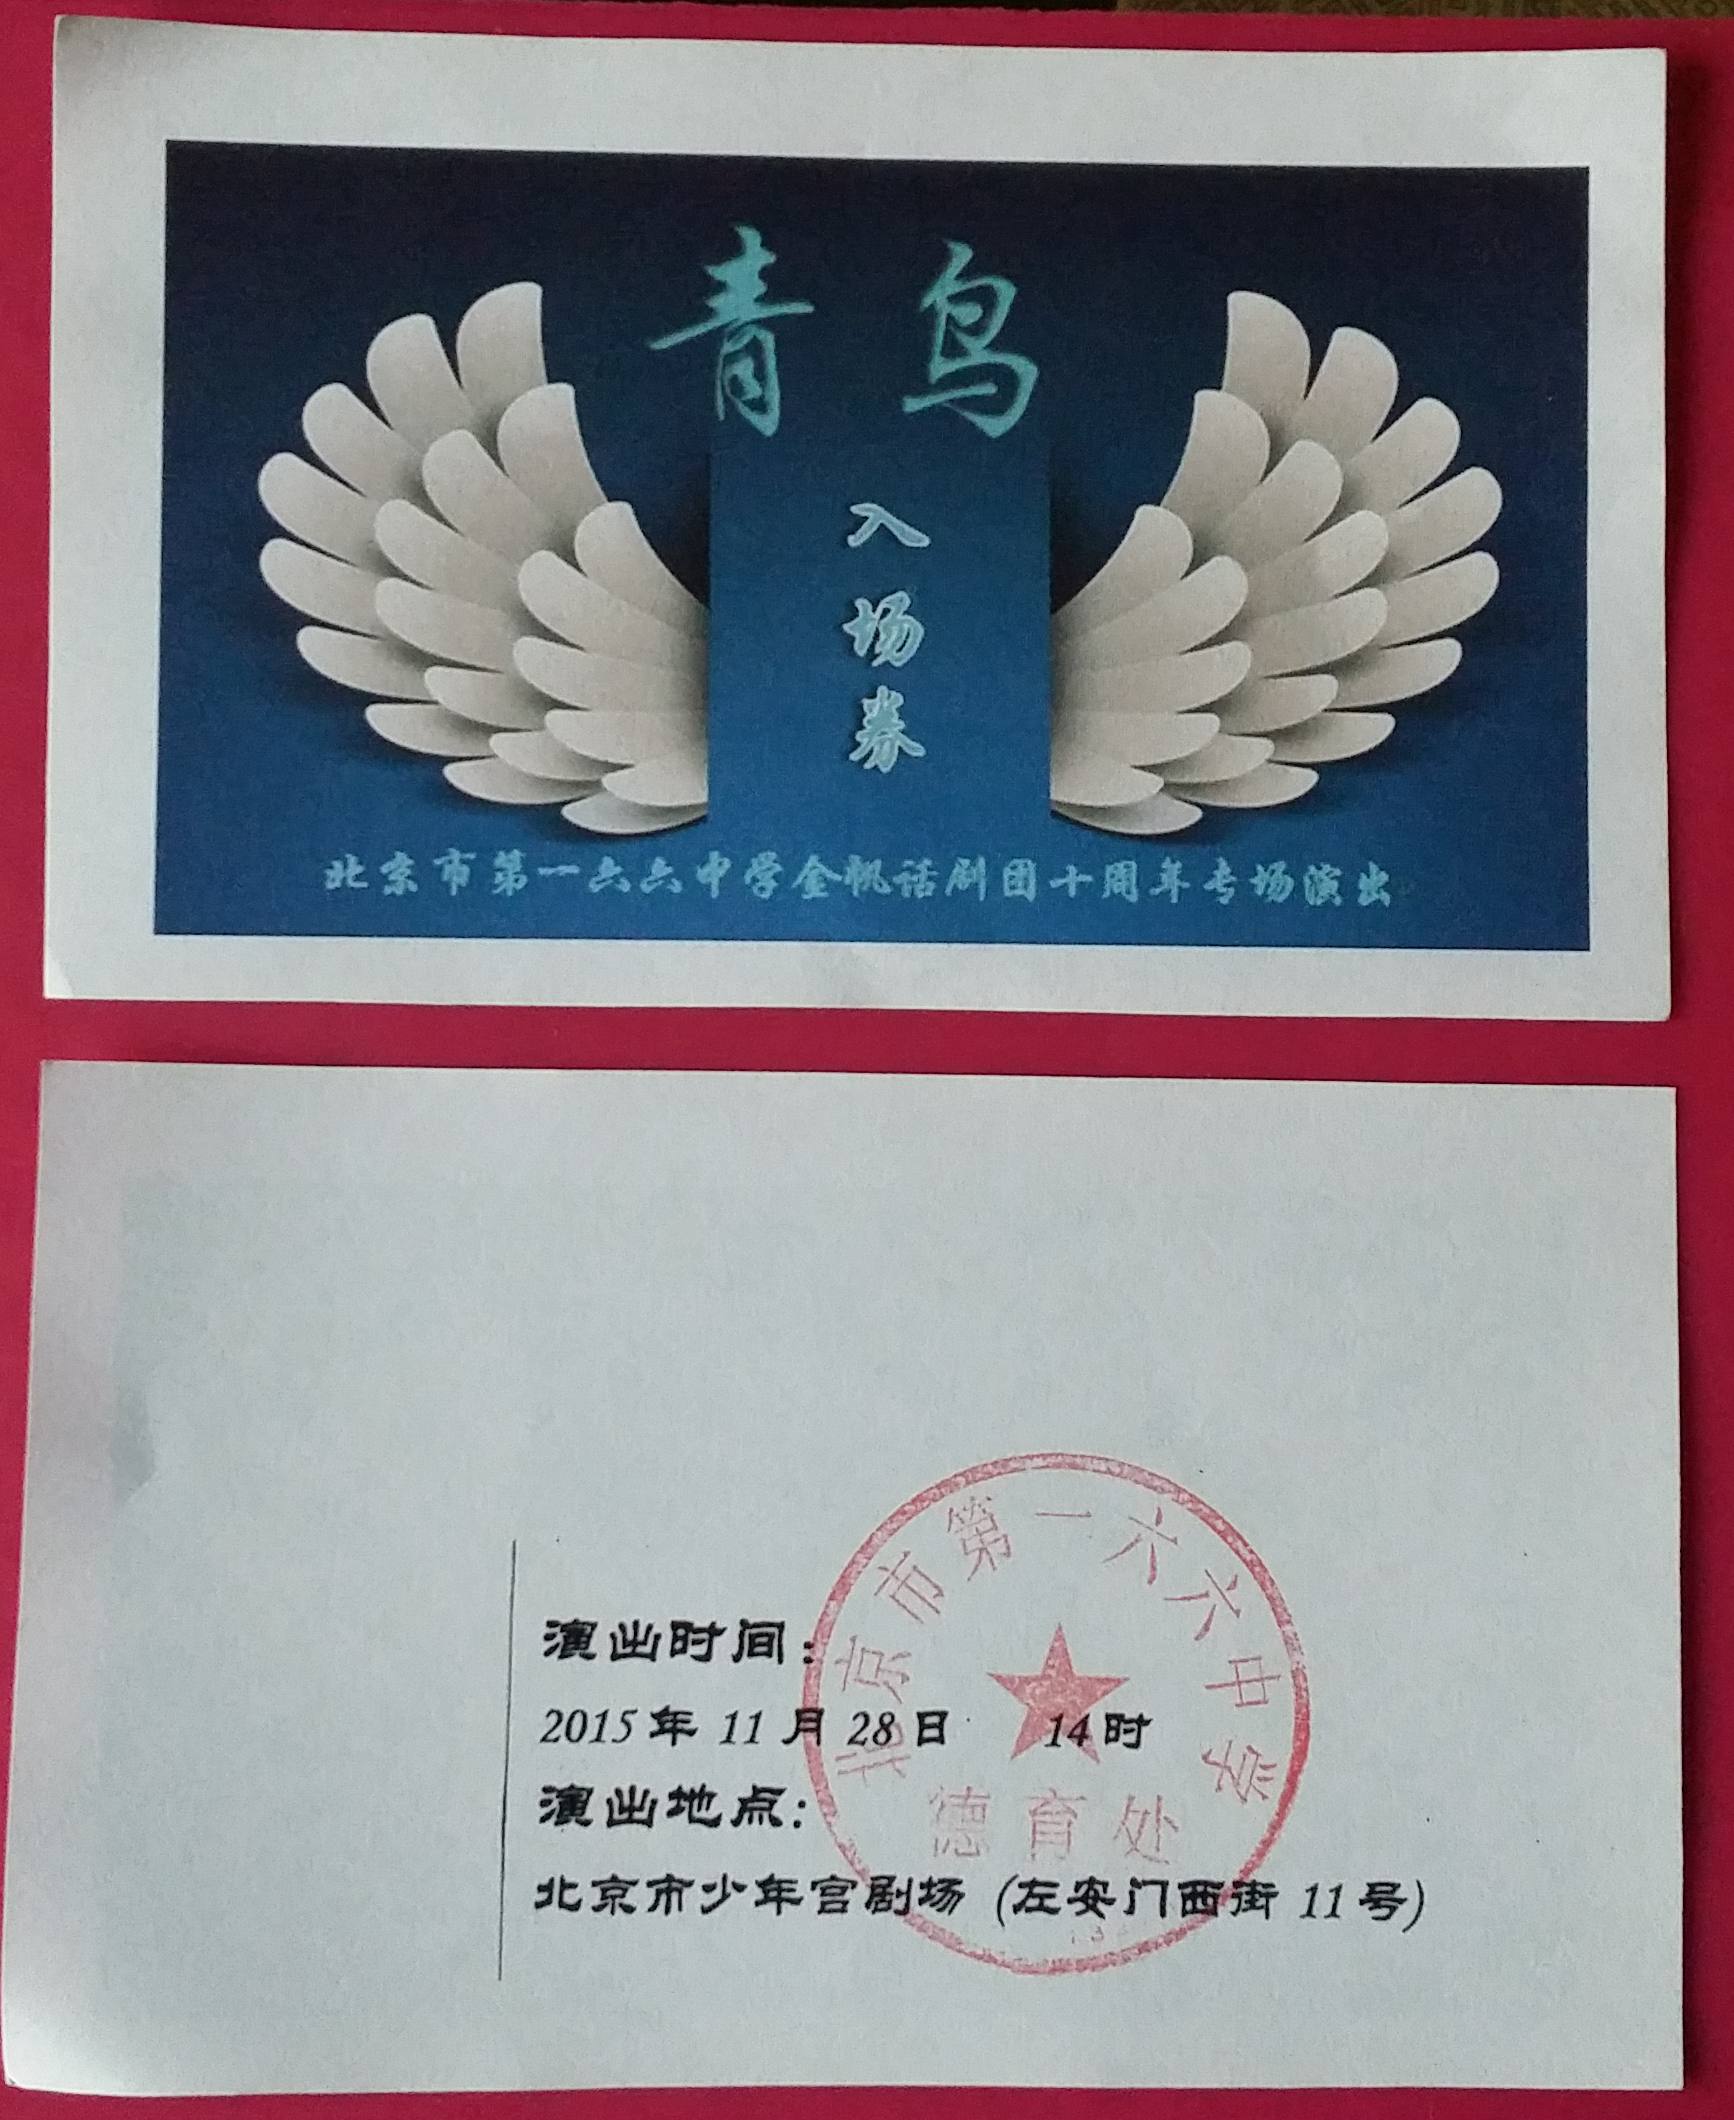 青鸟
入场券
北京市第一六六中学金帆话剧团十周年专场演出
北京市第一六六中学
德育处
演出时间：
2015年 11月 28日 14时
演出地点：
北京市少年宫剧场 (左安门西街 11号)